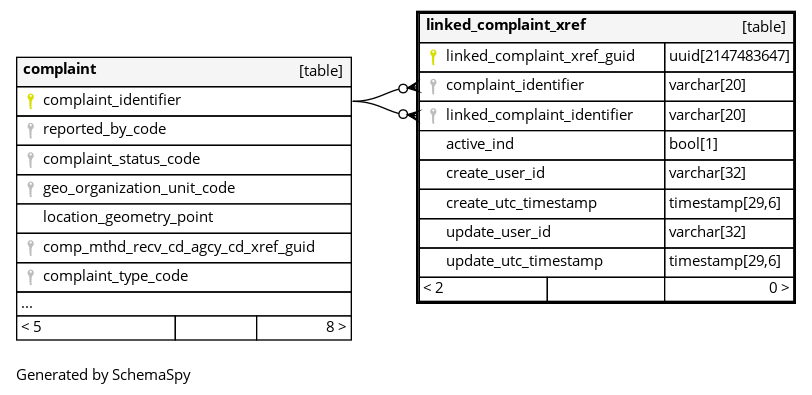 complaint [table]
complaint_identifier
reported_by_code
complaint_status_code
geo_organization_unit_code
location_geometry_point
comp_mthd_recv_cd_agcy_cd_xref_guid
complaint_type_code
...
< 5 8 >
linked_complaint_xref [table]
linked_complaint_xref_guid uuid[2147483647]
complaint_identifier varchar[20]
linked_complaint_identifier varchar[20]
active_ind bool[1]
create_user_id varchar[32]
create_utc_timestamp timestamp[29,6]
update_user_id varchar[32]
update_utc_timestamp timestamp[29,6]
< 2 0 >
Generated by SchemaSpy